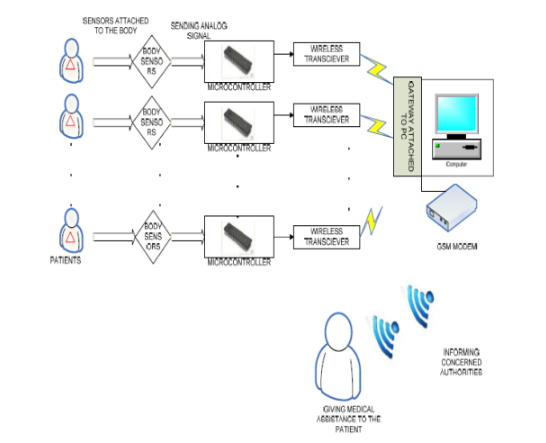 SENSORS ATTACHED
TO THE BODY
SENDING ANALOG
SIGNAL
BODY
SENSO
RS
MICROCONTROLLER
WIRELESS
TRANSCIEVER
BODY
SENSO
RS
MICROCONTROLLER
WIRELESS
TRANSCIEVER
GATEWAY ATTACHED
TO PC
Computer
BODY
SENS
ORS
MICROCONTROLLER
WIRELESS
TRANSCIEVER
PATIENTS
GSM MODEM
INFORMING
CONCERNED
AUTHORITIES
GIVING MEDICAL
ASSISTANCE TO THE
PATIENT